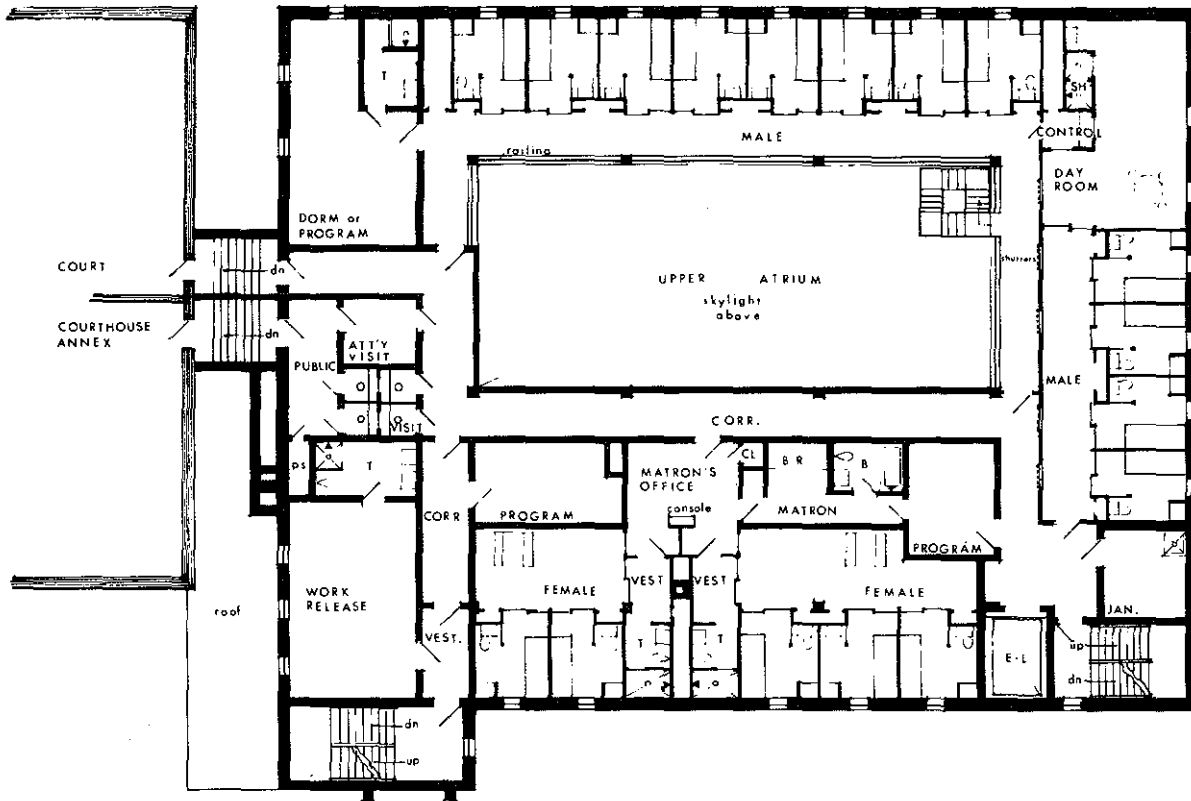 T
SH
MALE
CONTROL
railing
DAY
ROOM
DORM or
PROGRAM
COURT
dn
shutters
UPPER ATRIUM
skylight
above
COURTHOUSE
ANNEX
dn
ATT'Y
VISIT
PUBLIC
MALE
VISIT
CORR.
ps
T
MATRON'S
OFFICE
CL
BR
B
CORR
PROGRAM
console
MATRON
PROGRAM
VEST
VEST
WORK
RELEASE
FEMALE
FEMALE
roof
JAN.
VEST.
T
T
up
EL
dn
dn
up